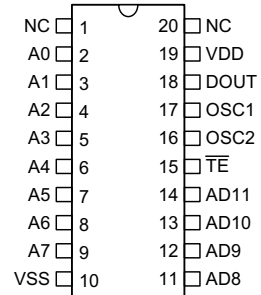 NC 1 20 NC
A0 2 19 VDD
A1 3 18 DOUT
A2 4 17 OSC1
A3 5 16 OSC2
A4 6 15 T̅E̅
A5 7 14 AD11
A6 8 13 AD10
A7 9 12 AD9
VSS 10 11 AD8